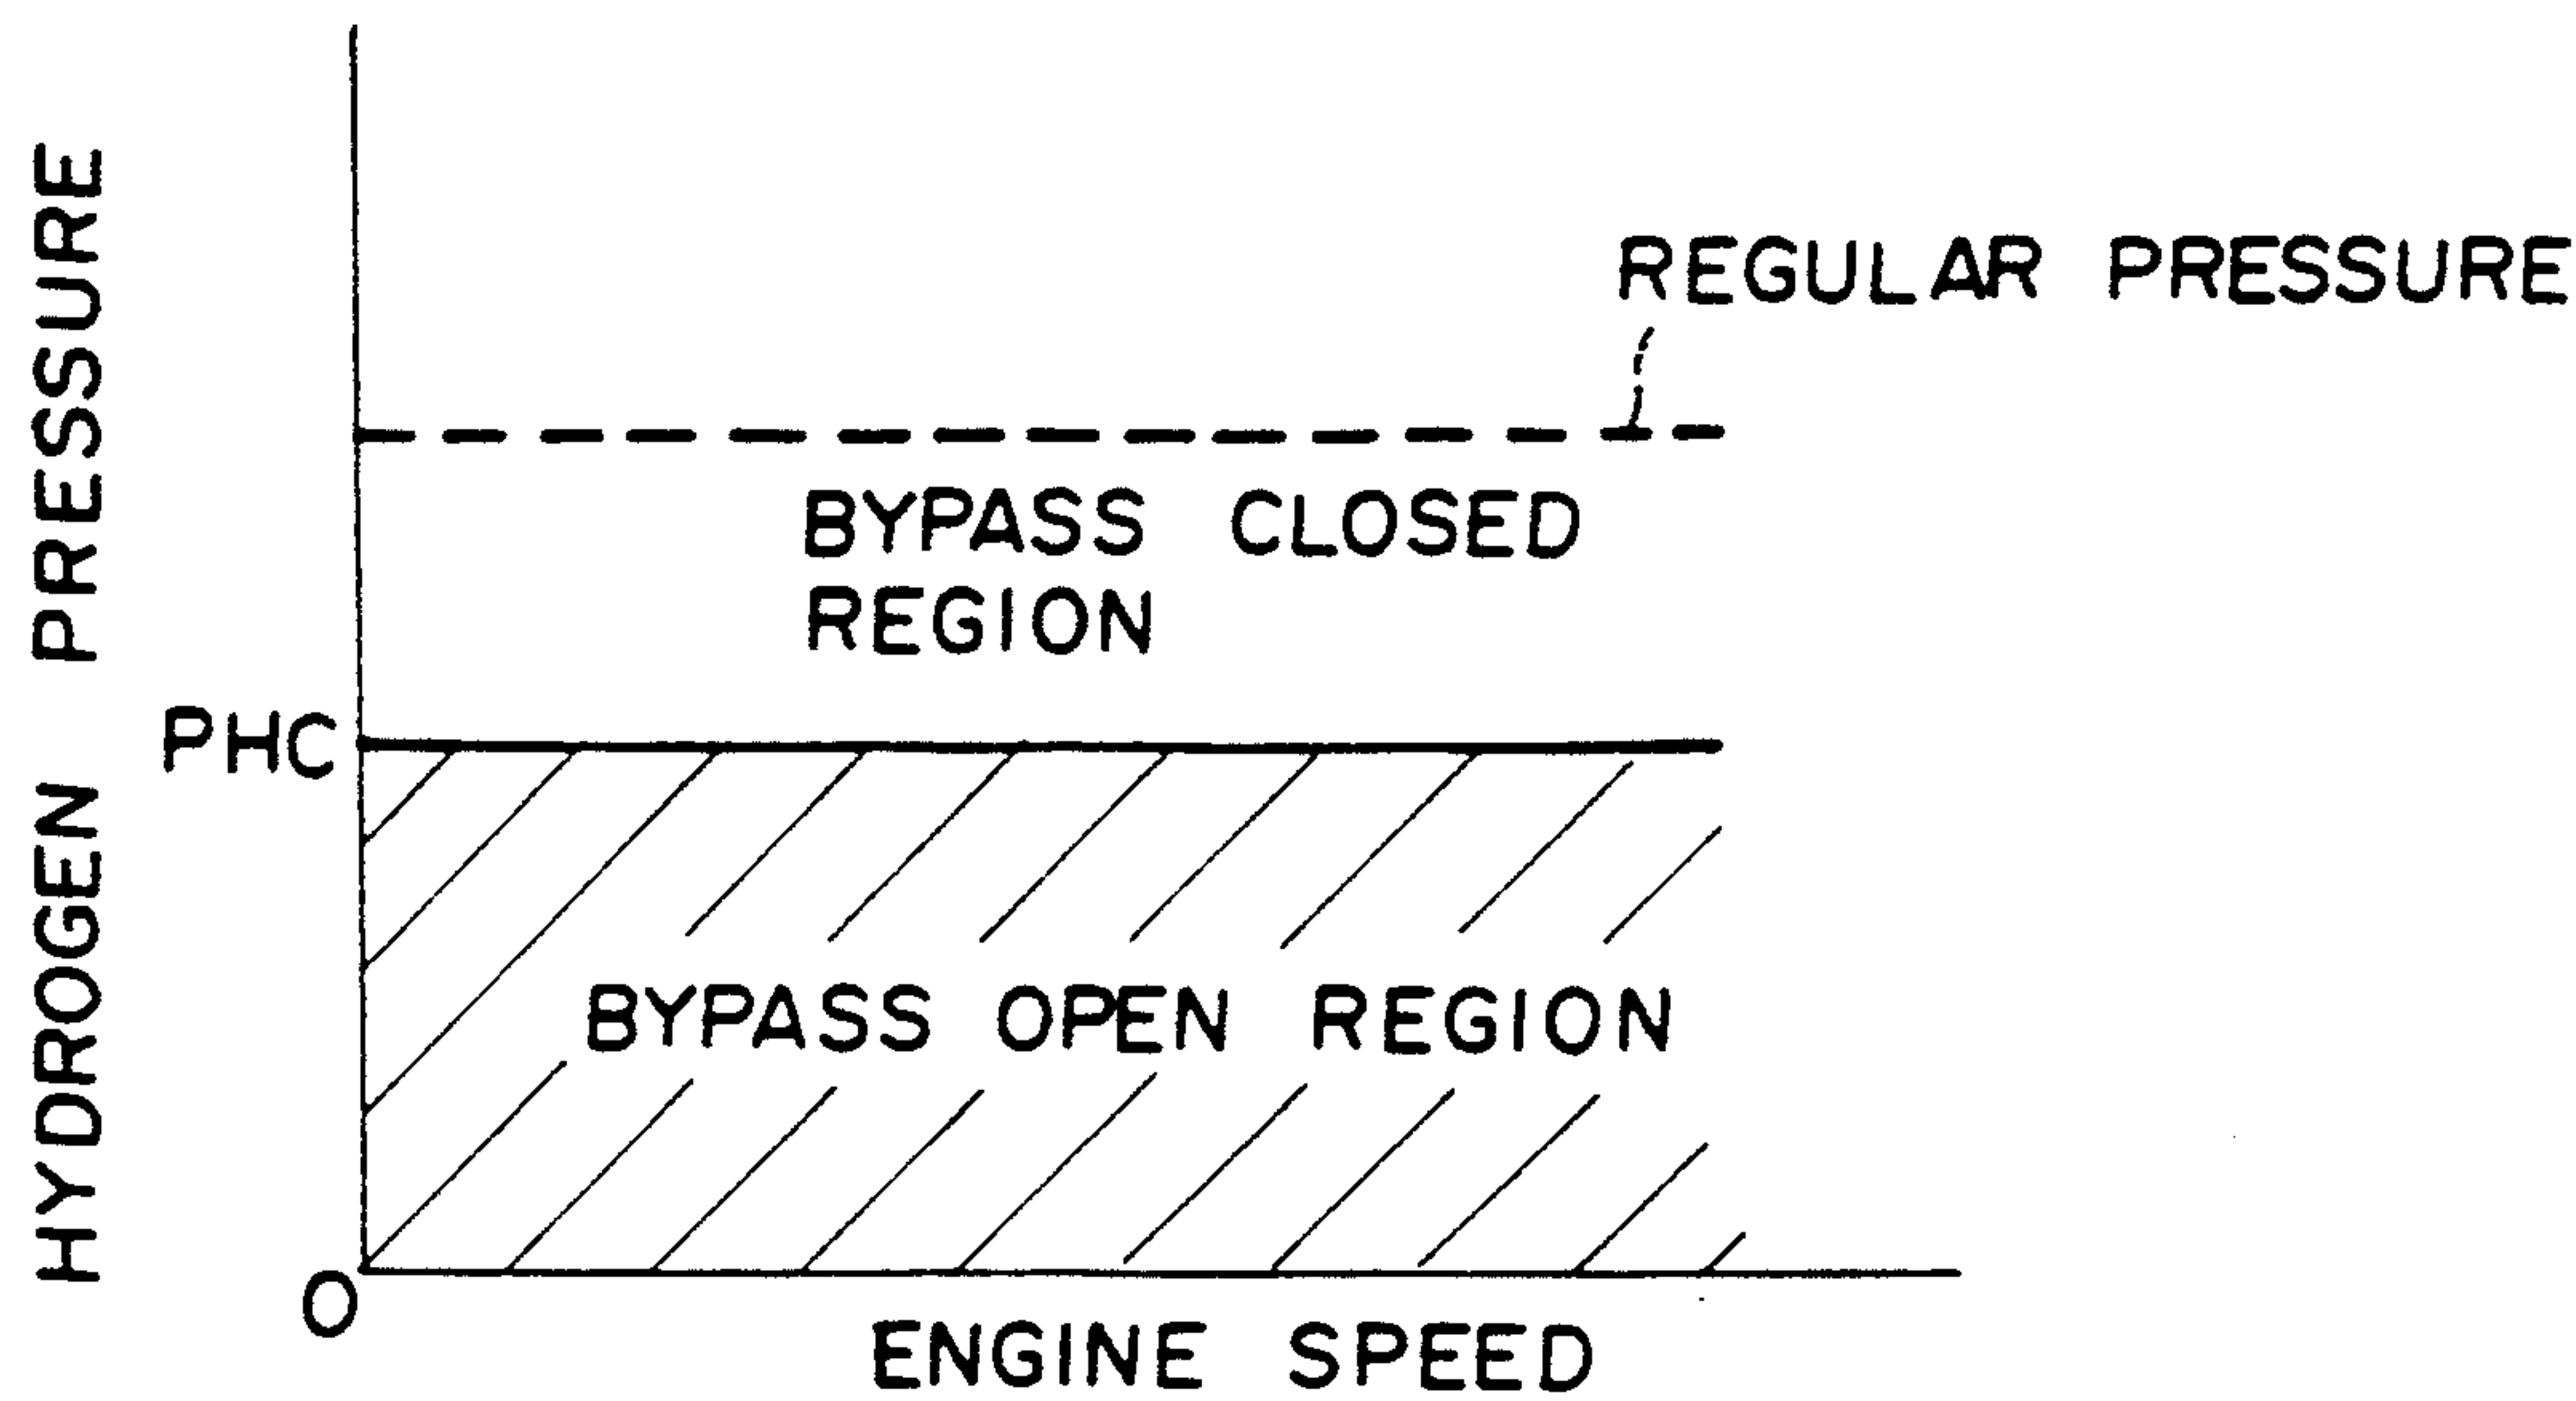 HYDROGEN PRESSURE
REGULAR PRESSURE
BYPASS CLOSED
REGION
PHC
BYPASS OPEN REGION
O
ENGINE SPEED